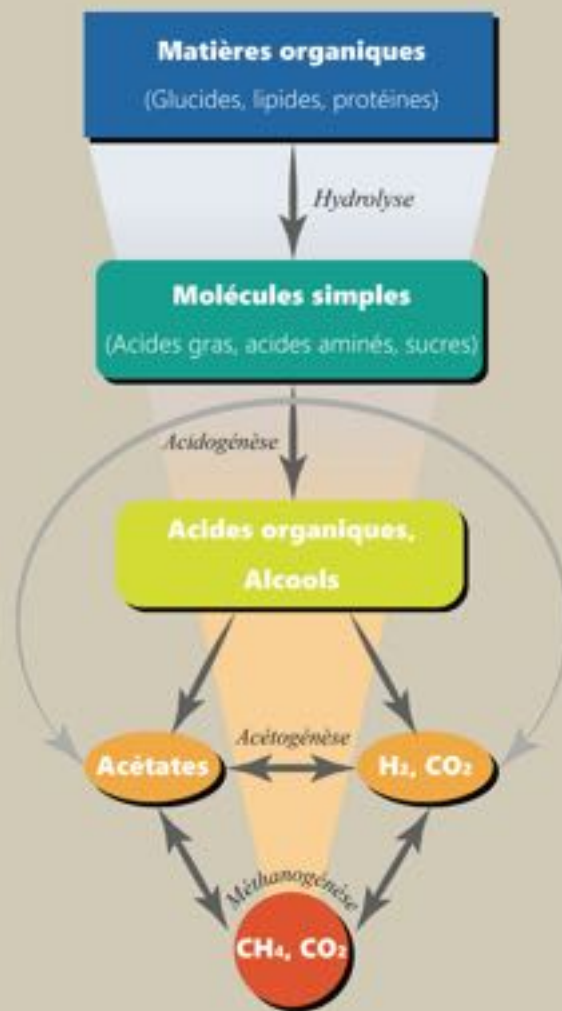 Matières organiques
(Glucides, lipides, protéines)
Hydrolyse
Molécules simples
(Acides gras, acides aminés, sucres)
Acidogénèse
Acides organiques,
Alcools
Acétogénèse
Acétates
H₂, CO₂
Méthanogénèse
CH₄, CO₂